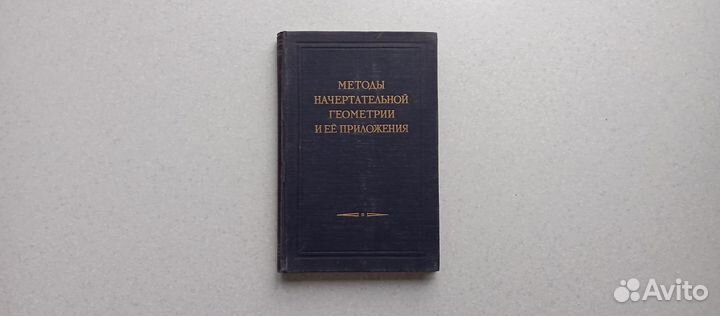 МЕТОДЫ
НАЧЕРТАТЕЛЬНОЙ
ГЕОМЕТРИИ
И ЕЁ ПРИЛОЖЕНИЯ
Avito